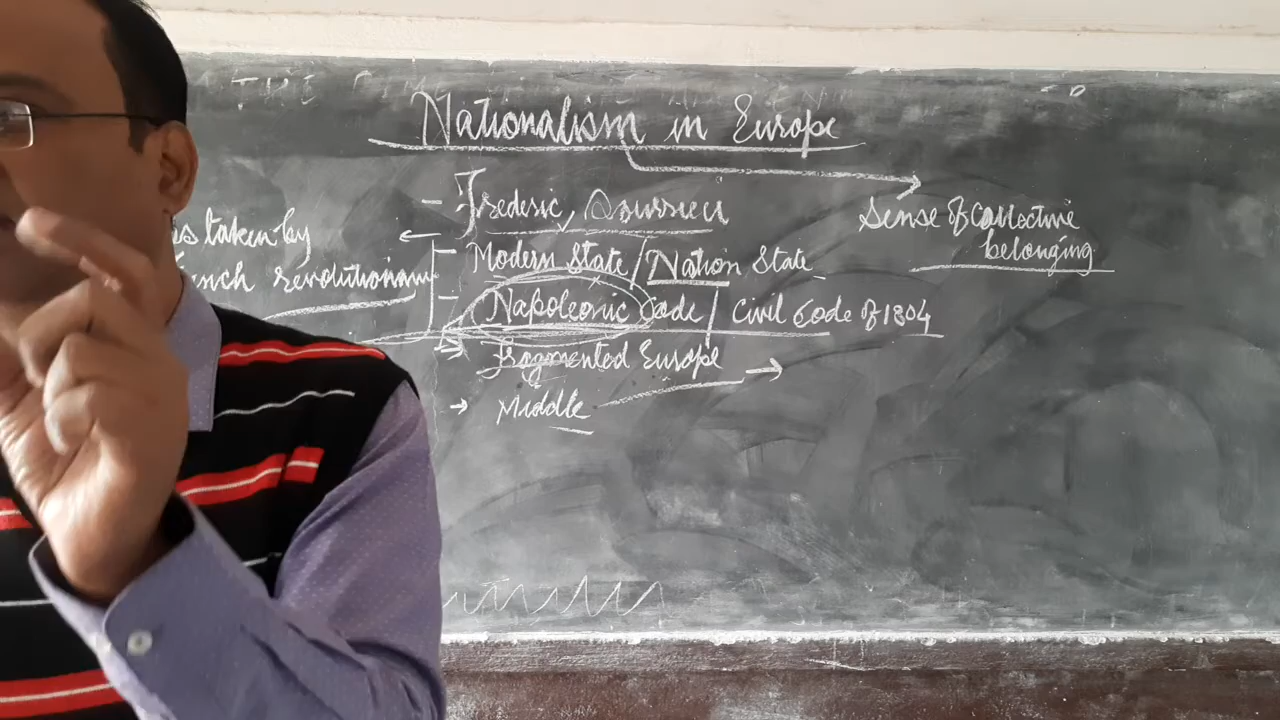 Nationalism in Europe
Sense of Collective
belonging
- Frederic, Sourrieu
s taken by
nch revolutionary
- Modern State / Nation State
- Napoleonic Code / Civil Code of 1804
→ Fragmented Europe →
→ Middle